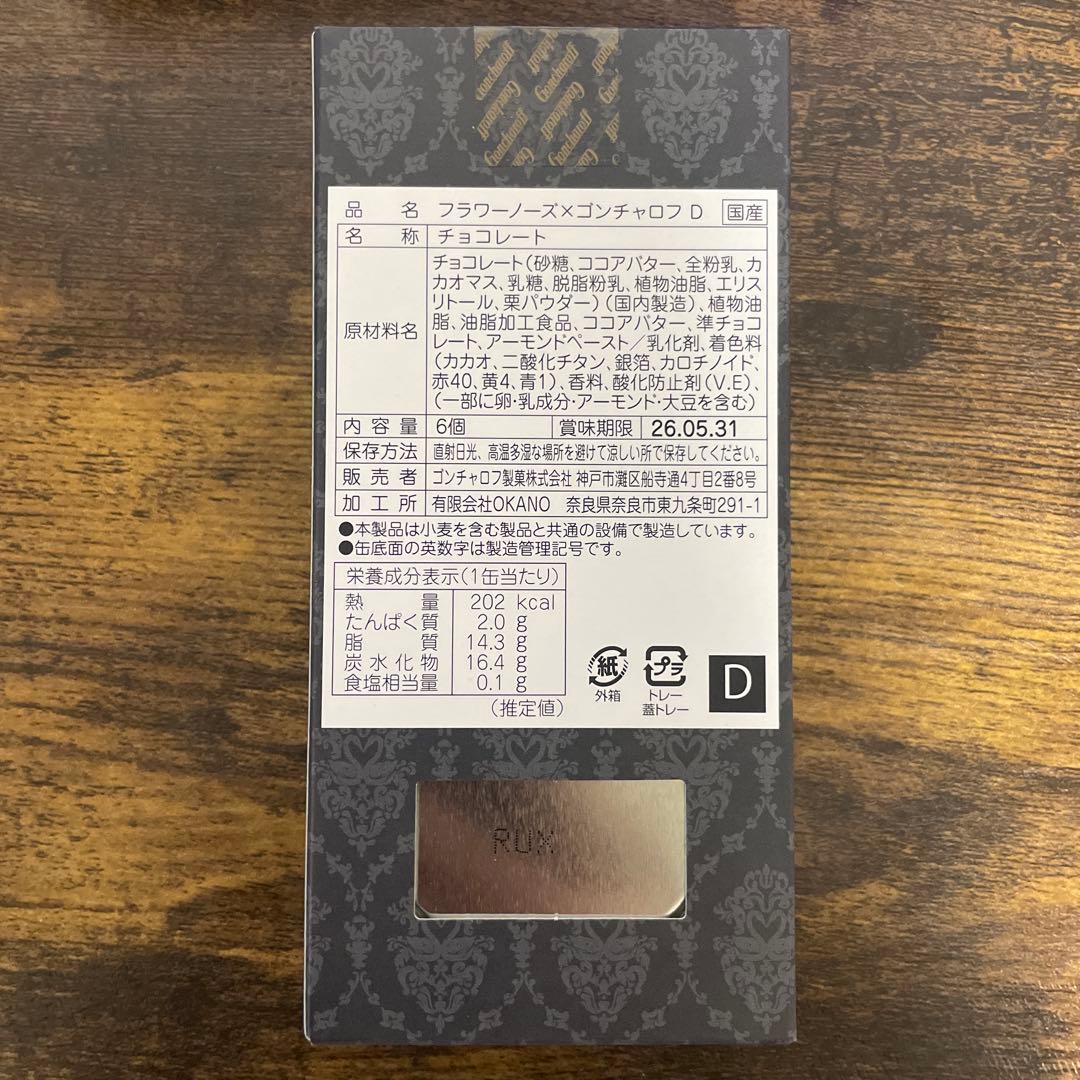 Goncharoff
品名 フラワーノーズ×ゴンチャロフ D 国産
名称 チョコレート
原材料名
チョコレート(砂糖、ココアバター、全粉乳、カ
カオマス、乳糖、脱脂粉乳、植物油脂、エリス
リトール、栗パウダー)(国内製造)、植物油
脂、油脂加工食品、ココアバター、準チョコ
レート、アーモンドペースト/乳化剤、着色料
(カカオ、二酸化チタン、銀箔、カロチノイド、
赤40、黄4、青1)、香料、酸化防止剤(V.E)、
(一部に卵・乳成分・アーモンド・大豆を含む)
内容量 6個 賞味期限 26.05.31
保存方法 直射日光、高温多湿な場所を避けて涼しい所で保存してください。
販売者 ゴンチャロフ製菓株式会社 神戸市灘区船寺通4丁目2番8号
加工所 有限会社OKANO 奈良県奈良市東九条町291-1
●本製品は小麦を含む製品と共通の設備で製造しています。
●缶底面の英数字は製造管理記号です。
栄養成分表示(1缶当たり)
熱量 202 kcal
たんぱく質 2.0 g
脂質 14.3 g
炭水化物 16.4 g
食塩相当量 0.1 g
(推定値)
紙 プラ D
外箱 トレー
蓋トレー
RUX